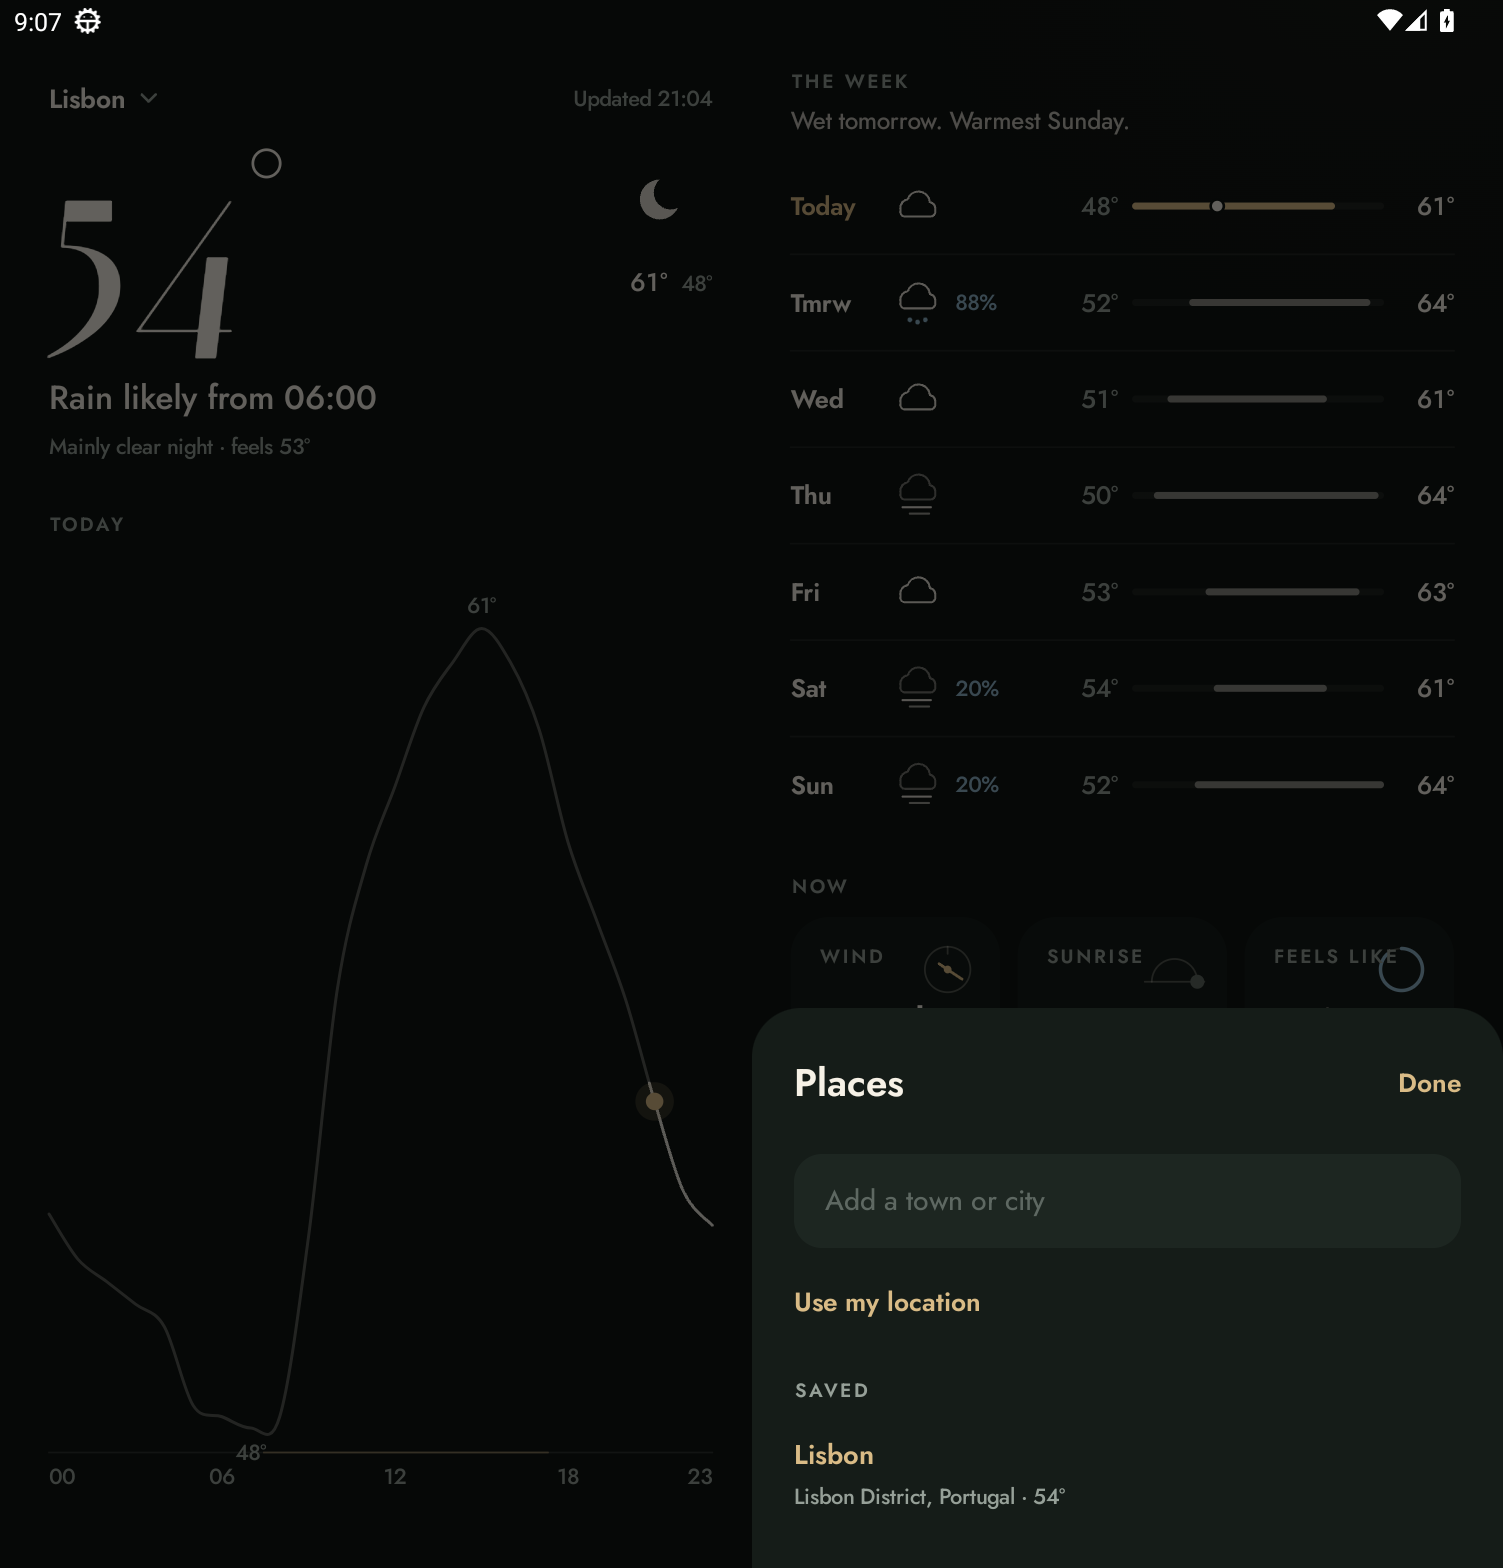 9:07
Lisbon
Updated 21:04
54°
61° 48°
Rain likely from 06:00
Mainly clear night · feels 53°
TODAY
61°
48°
00 06 12 18 23
THE WEEK
Wet tomorrow. Warmest Sunday.
Today 48° 61°
Tmrw 88% 52° 64°
Wed 51° 61°
Thu 50° 64°
Fri 53° 63°
Sat 20% 54° 61°
Sun 20% 52° 64°
NOW
WIND SUNRISE FEELS LIKE
Places
Done
Add a town or city
Use my location
SAVED
Lisbon
Lisbon District, Portugal · 54°